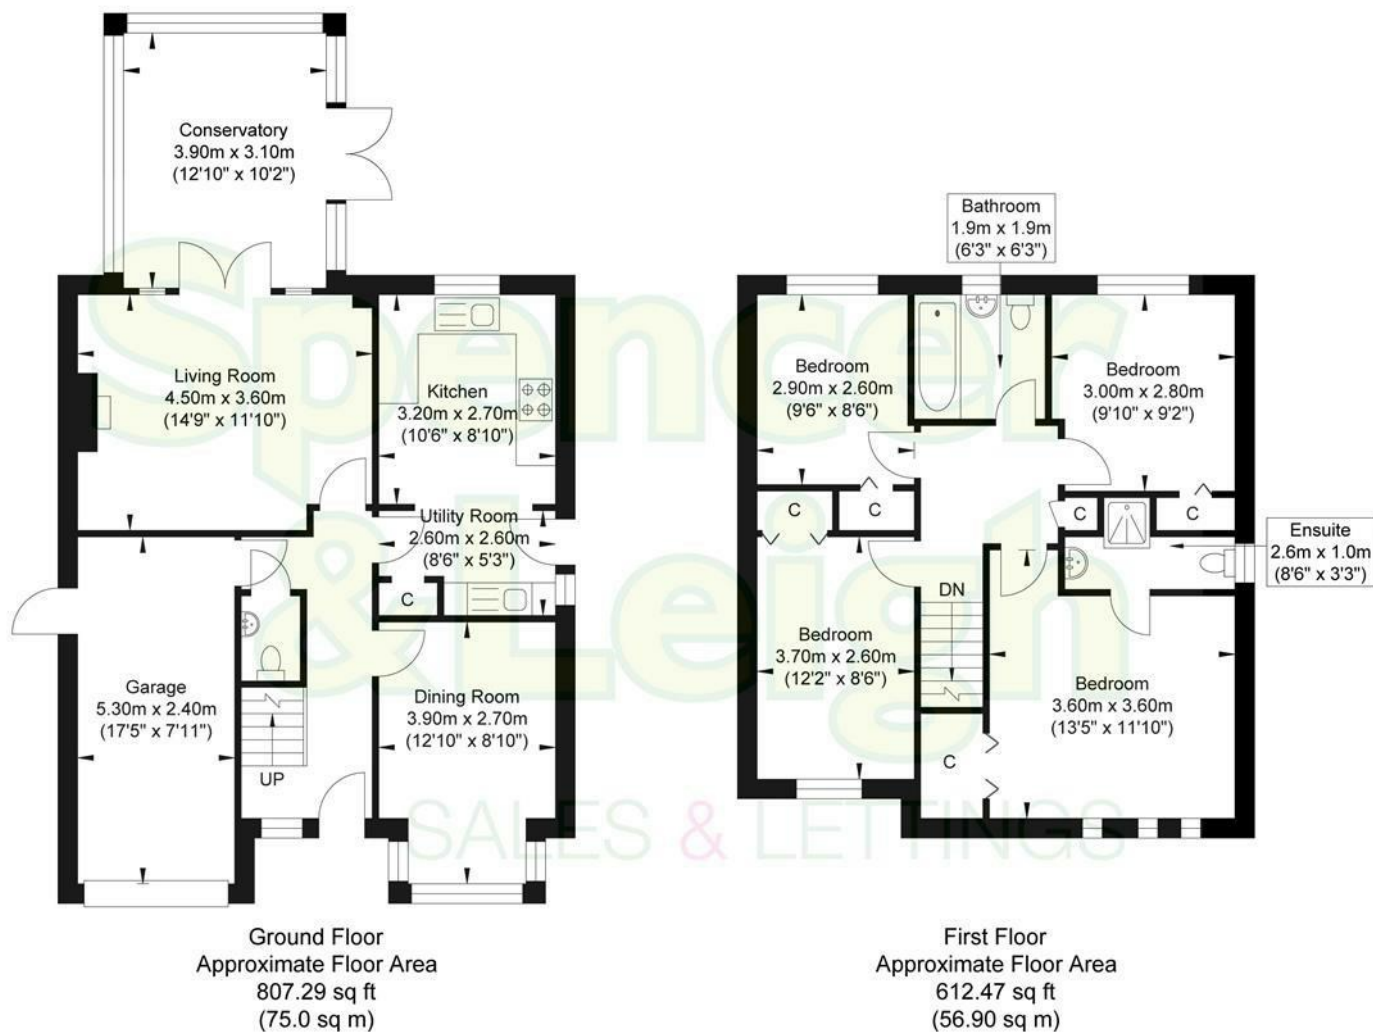 Conservatory
3.90m x 3.10m
(12'10" x 10'2")
Living Room
4.50m x 3.60m
(14'9" x 11'10")
Kitchen
3.20m x 2.70m
(10'6" x 8'10")
Utility Room
2.60m x 2.60m
(8'6" x 5'3")
C
Garage
5.30m x 2.40m
(17'5" x 7'11")
UP
Dining Room
3.90m x 2.70m
(12'10" x 8'10")
Ground Floor
Approximate Floor Area
807.29 sq ft
(75.0 sq m)
Bathroom
1.9m x 1.9m
(6'3" x 6'3")
Bedroom
2.90m x 2.60m
(9'6" x 8'6")
Bedroom
3.00m x 2.80m
(9'10" x 9'2")
C
C
C
C
Ensuite
2.6m x 1.0m
(8'6" x 3'3")
DN
Bedroom
3.70m x 2.60m
(12'2" x 8'6")
Bedroom
3.60m x 3.60m
(13'5" x 11'10")
C
First Floor
Approximate Floor Area
612.47 sq ft
(56.90 sq m)
Spencer
& Leigh
SALES & LETTINGS